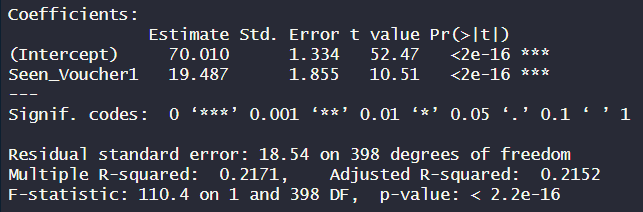 Coefficients:
              Estimate Std. Error t value Pr(>|t|)
(Intercept)     70.010      1.334   52.47   <2e-16 ***
Seen_Voucher1   19.487      1.855   10.51   <2e-16 ***
---
Signif. codes:  0 ‘***’ 0.001 ‘**’ 0.01 ‘*’ 0.05 ‘.’ 0.1 ‘ ’ 1
Residual standard error: 18.54 on 398 degrees of freedom
Multiple R-squared:  0.2171,    Adjusted R-squared:  0.2152
F-statistic: 110.4 on 1 and 398 DF,  p-value: < 2.2e-16